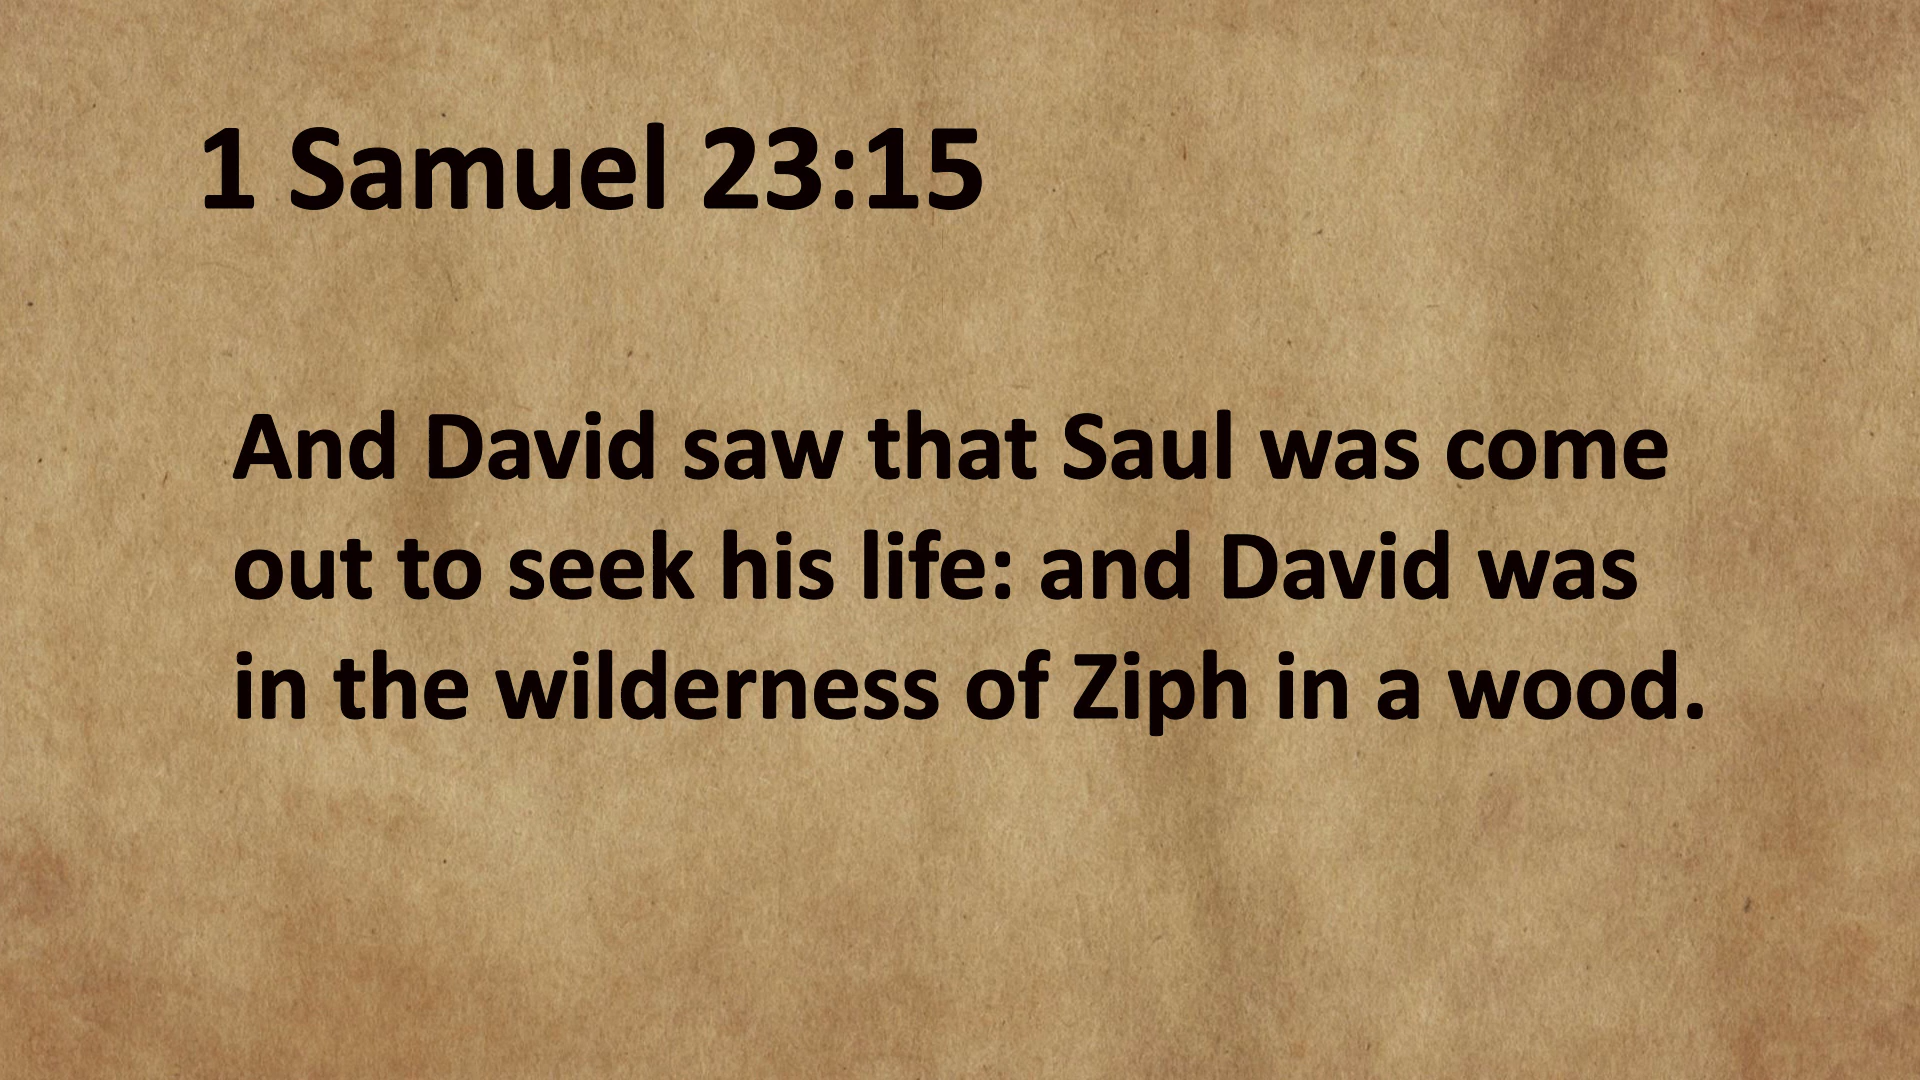 1 Samuel 23:15
And David saw that Saul was come
out to seek his life: and David was
in the wilderness of Ziph in a wood.